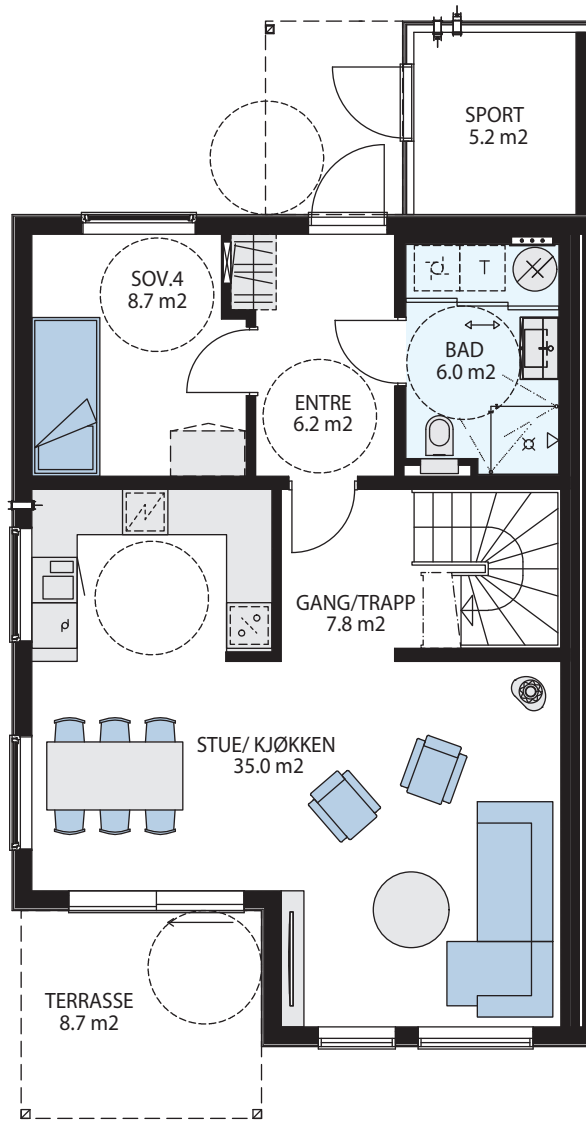 SPORT
5.2 m2
SOV.4
8.7 m2
T
BAD
6.0 m2
ENTRE
6.2 m2
GANG/TRAPP
7.8 m2
STUE/ KJØKKEN
35.0 m2
TERRASSE
8.7 m2